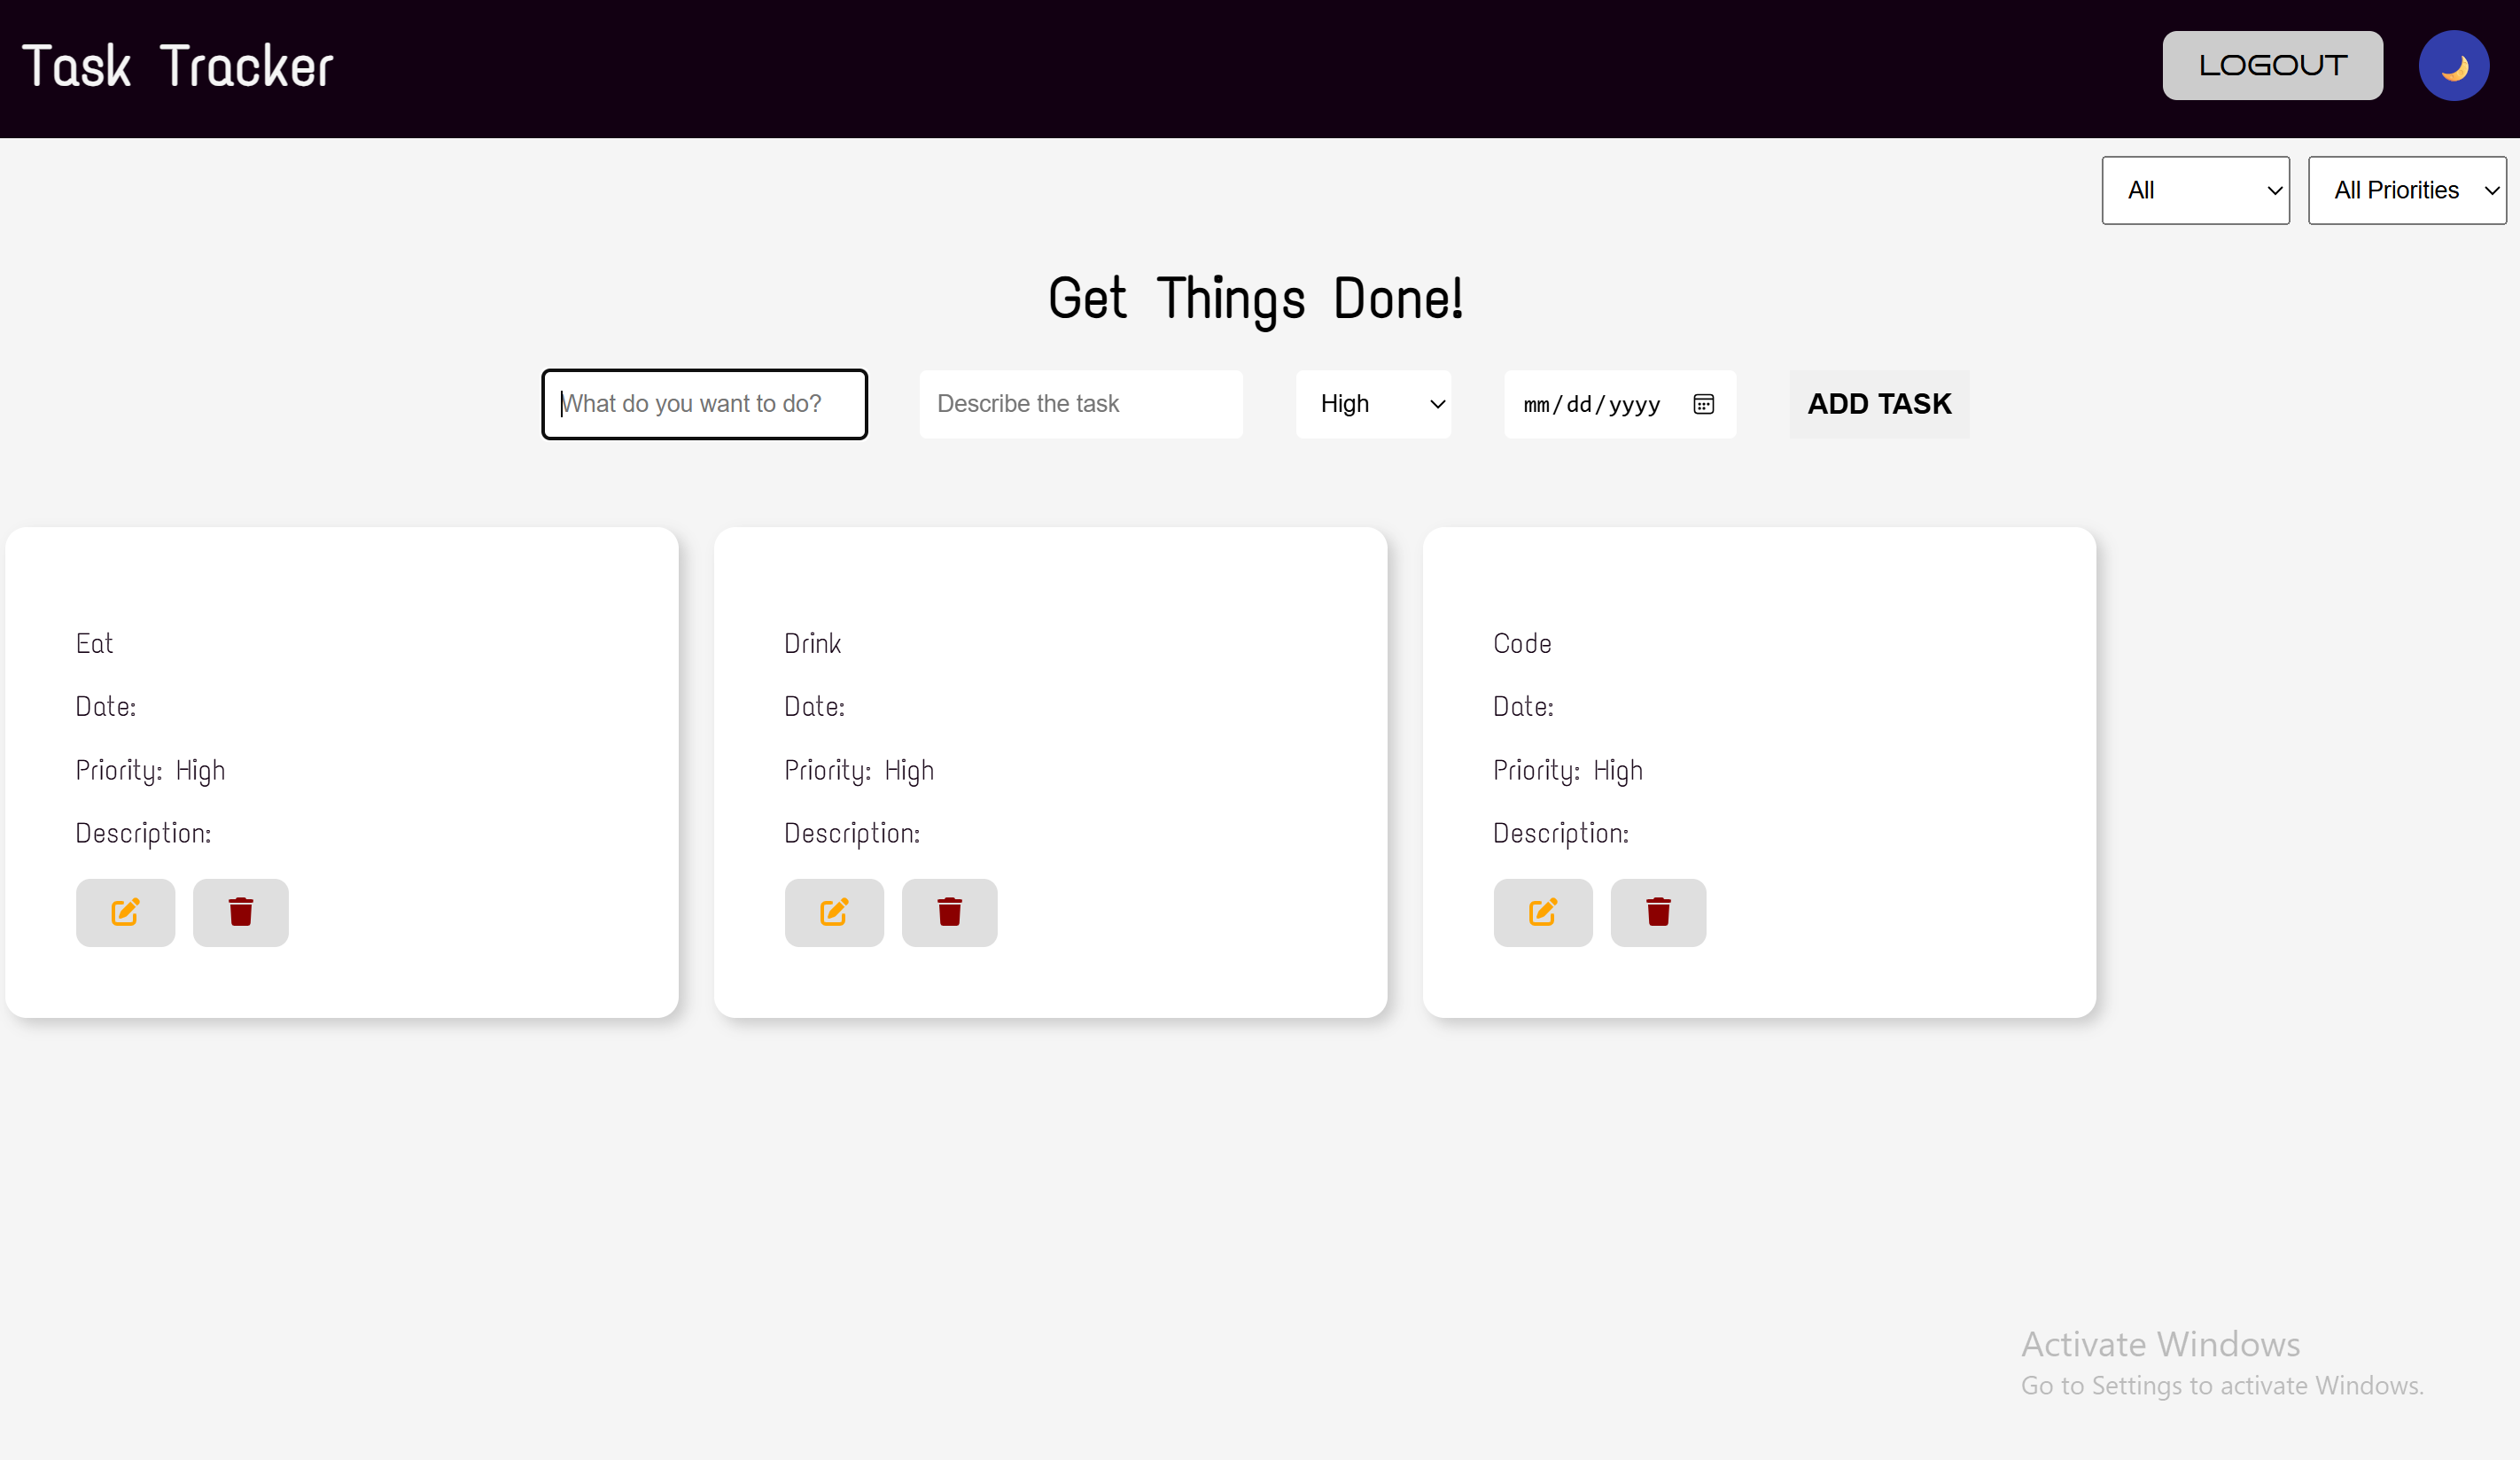 Task Tracker
LOGOUT
All
All Priorities
Get Things Done!
What do you want to do?
Describe the task
High
mm/dd/yyyy
ADD TASK
Eat
Date:
Priority: High
Description:
Drink
Date:
Priority: High
Description:
Code
Date:
Priority: High
Description:
Activate Windows
Go to Settings to activate Windows.